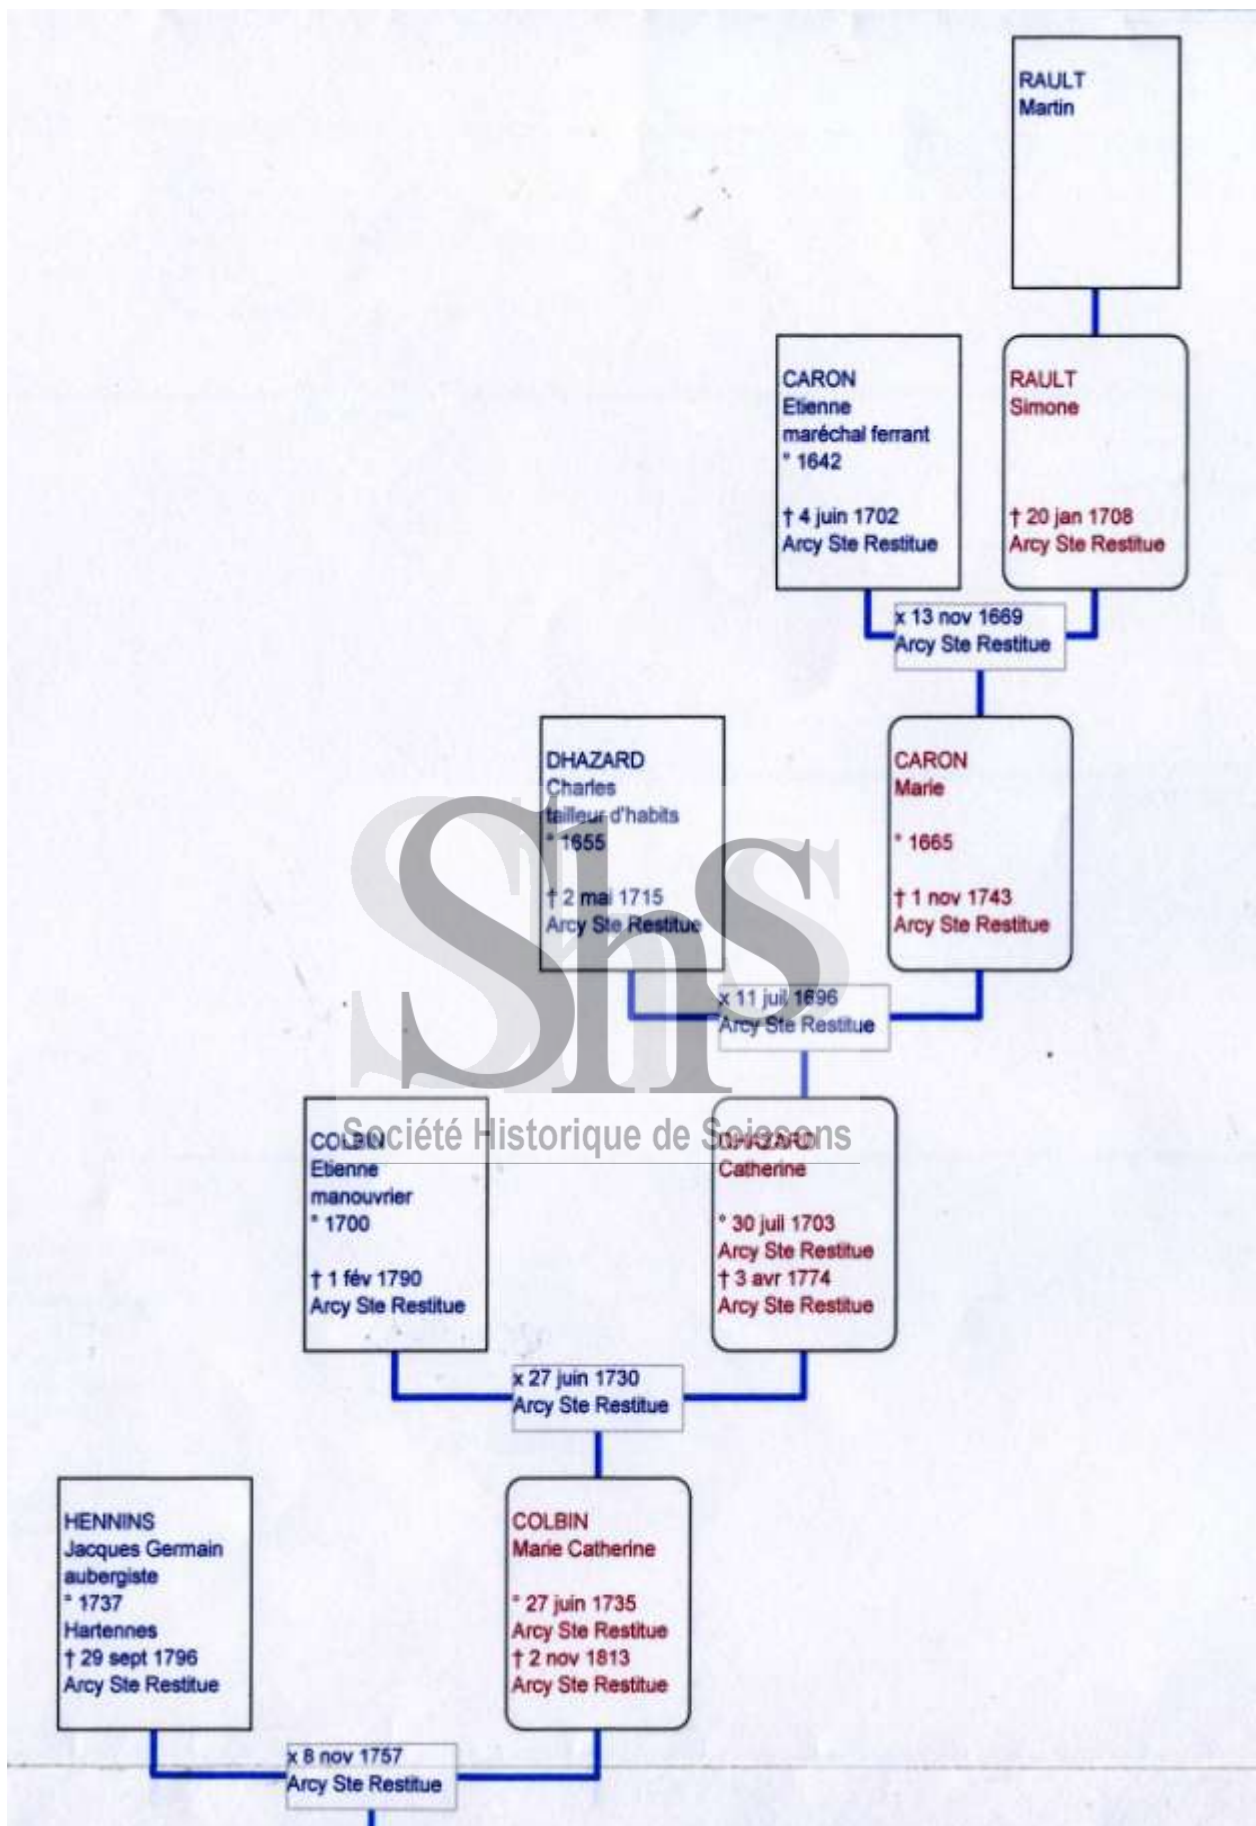 RAULT
Martin
CARON
Etienne
maréchal ferrant
° 1642
† 4 juin 1702
Arcy Ste Restitue
RAULT
Simone
† 20 jan 1708
Arcy Ste Restitue
x 13 nov 1669
Arcy Ste Restitue
DHAZARD
Charles
tailleur d'habits
° 1655
† 2 mai 1715
Arcy Ste Restitue
CARON
Marie
° 1665
† 1 nov 1743
Arcy Ste Restitue
x 11 juil 1696
Arcy Ste Restitue
Shs
Société Historique de Soissons
COLBIN
Etienne
manouvrier
° 1700
† 1 fév 1790
Arcy Ste Restitue
DHAZARD
Catherine
° 30 juil 1703
Arcy Ste Restitue
† 3 avr 1774
Arcy Ste Restitue
x 27 juin 1730
Arcy Ste Restitue
HENNINS
Jacques Germain
aubergiste
° 1737
Hartennes
† 29 sept 1796
Arcy Ste Restitue
COLBIN
Marie Catherine
° 27 juin 1735
Arcy Ste Restitue
† 2 nov 1813
Arcy Ste Restitue
x 8 nov 1757
Arcy Ste Restitue